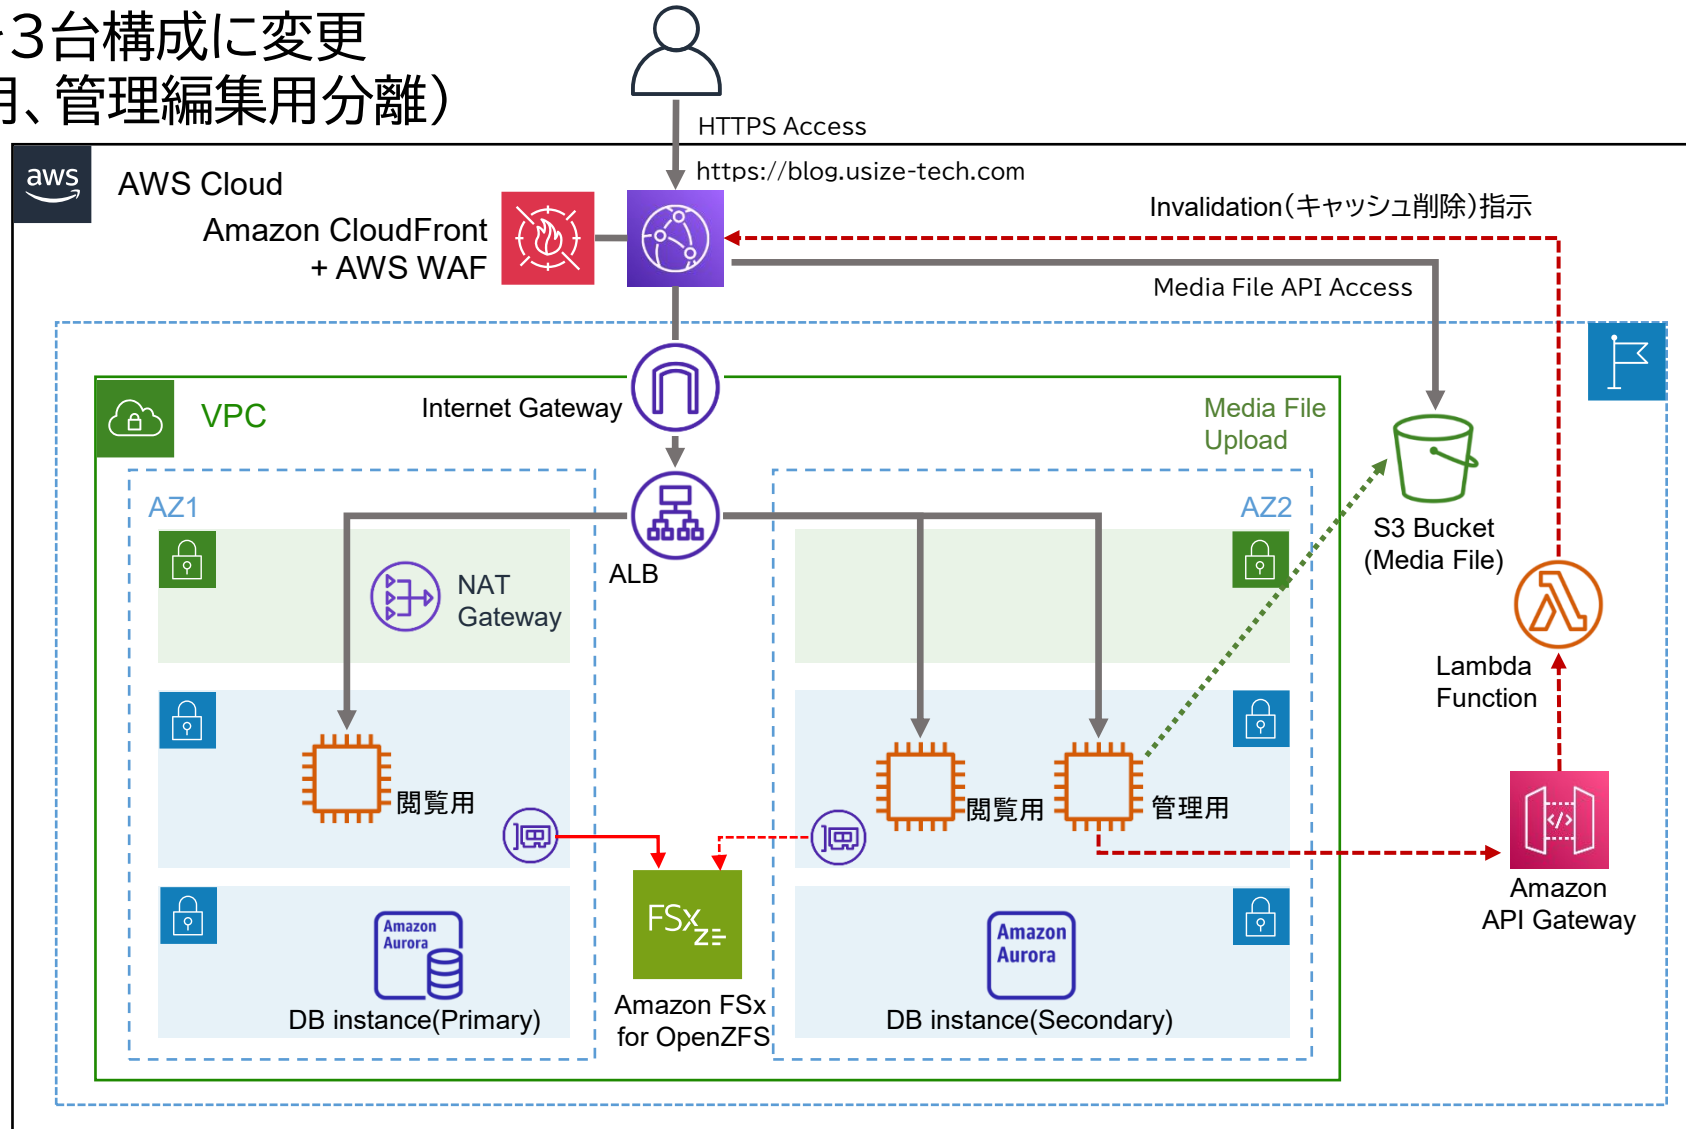 3台構成に変更
、管理編集用分離）
HTTPS Access
https://blog.usize-tech.com
aws
AWS Cloud
Amazon CloudFront
+ AWS WAF
Invalidation（キャッシュ削除）指示
Media File API Access
VPC
Internet Gateway
Media File
Upload
AZ1
AZ2
S3 Bucket
(Media File)
ALB
NAT
Gateway
Lambda
Function
閲覧用
閲覧用
管理用
FSx
Z
Amazon
API Gateway
Amazon
Aurora
DB instance(Primary)
Amazon FSx
for OpenZFS
Amazon
Aurora
DB instance(Secondary)